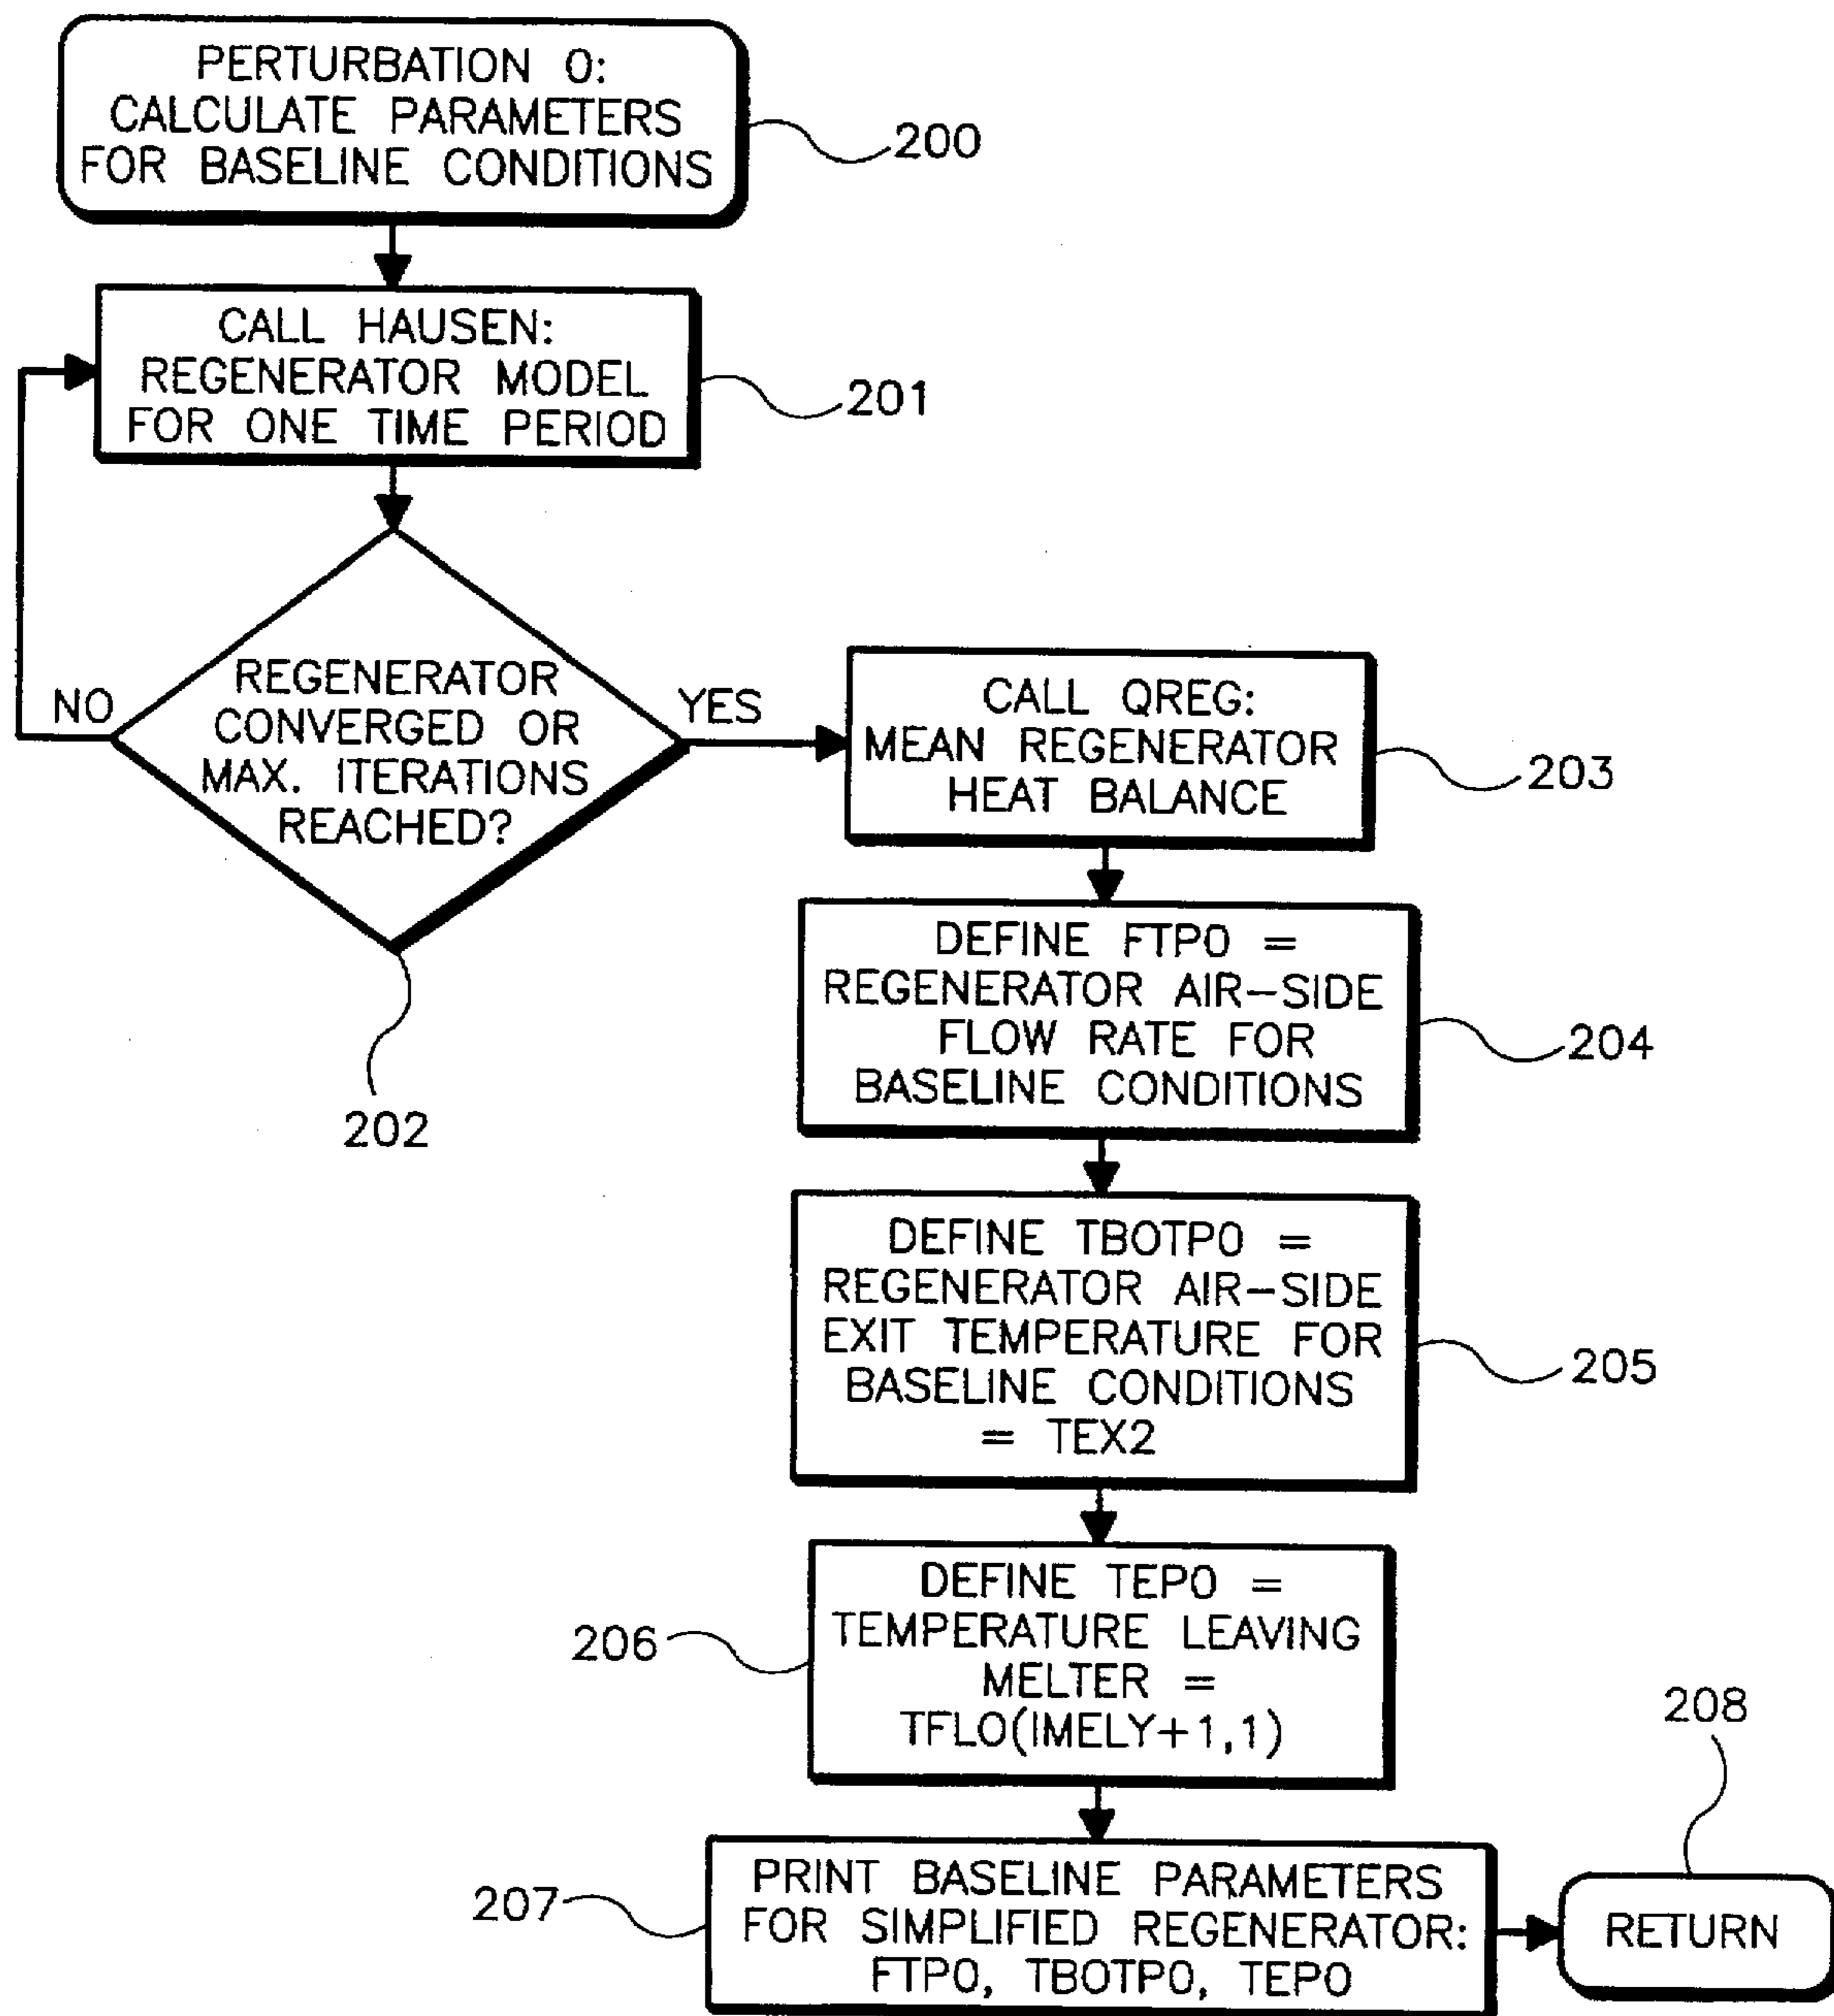 PERTURBATION 0:
CALCULATE PARAMETERS
FOR BASELINE CONDITIONS
200
CALL HAUSEN:
REGENERATOR MODEL
FOR ONE TIME PERIOD
201
REGENERATOR
CONVERGED OR
MAX. ITERATIONS
REACHED?
NO
YES
202
CALL QREG:
MEAN REGENERATOR
HEAT BALANCE
203
DEFINE FTP0 =
REGENERATOR AIR-SIDE
FLOW RATE FOR
BASELINE CONDITIONS
204
DEFINE TBOTP0 =
REGENERATOR AIR-SIDE
EXIT TEMPERATURE FOR
BASELINE CONDITIONS
= TEX2
205
DEFINE TEP0 =
TEMPERATURE LEAVING
MELTER =
TFLO(IMELY+1,1)
206
PRINT BASELINE PARAMETERS
FOR SIMPLIFIED REGENERATOR:
FTP0, TBOTP0, TEP0
207
RETURN
208